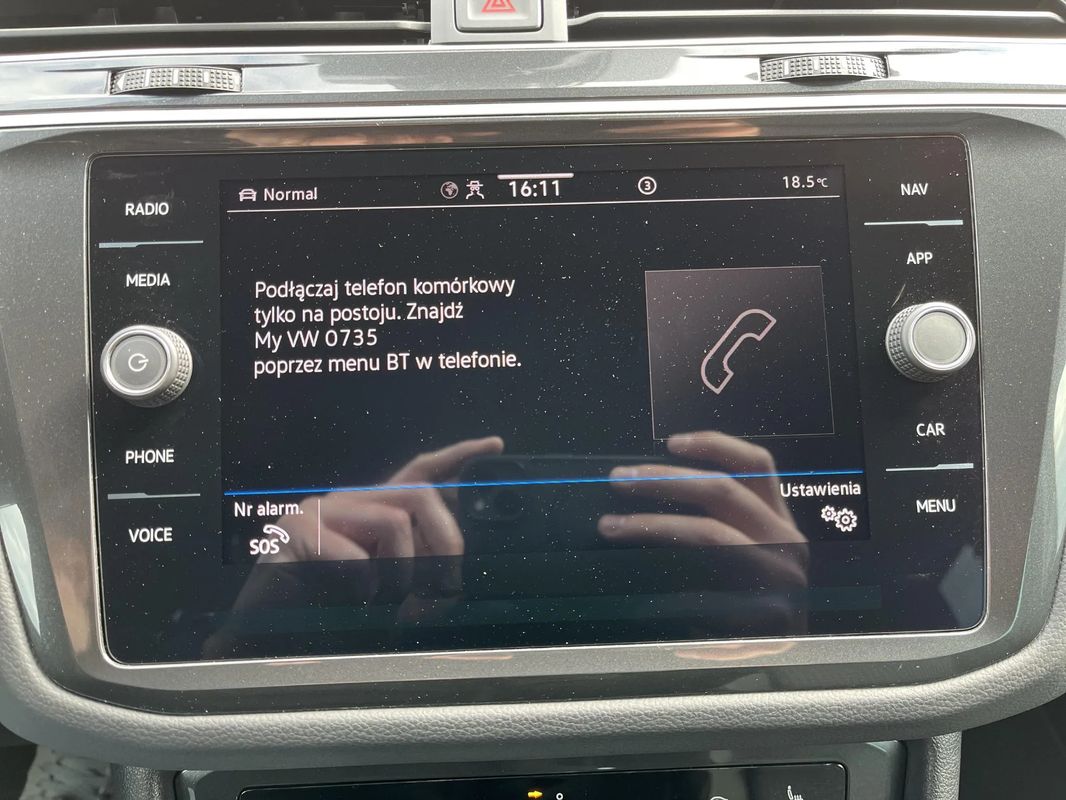 Normal
16:11
3
18.5°C
RADIO
MEDIA
PHONE
VOICE
Podłączaj telefon komórkowy
tylko na postoju. Znajdź
My VW 0735
poprzez menu BT w telefonie.
Nr alarm.
SOS
Ustawienia
NAV
APP
CAR
MENU